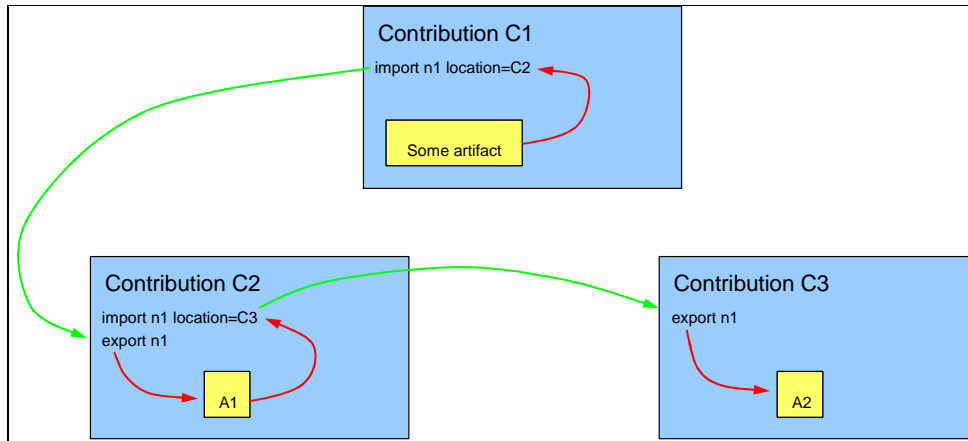 Contribution C1
import n1 location=C2
Some artifact
Contribution C2
import n1 location=C3
export n1
A1
Contribution C3
export n1
A2